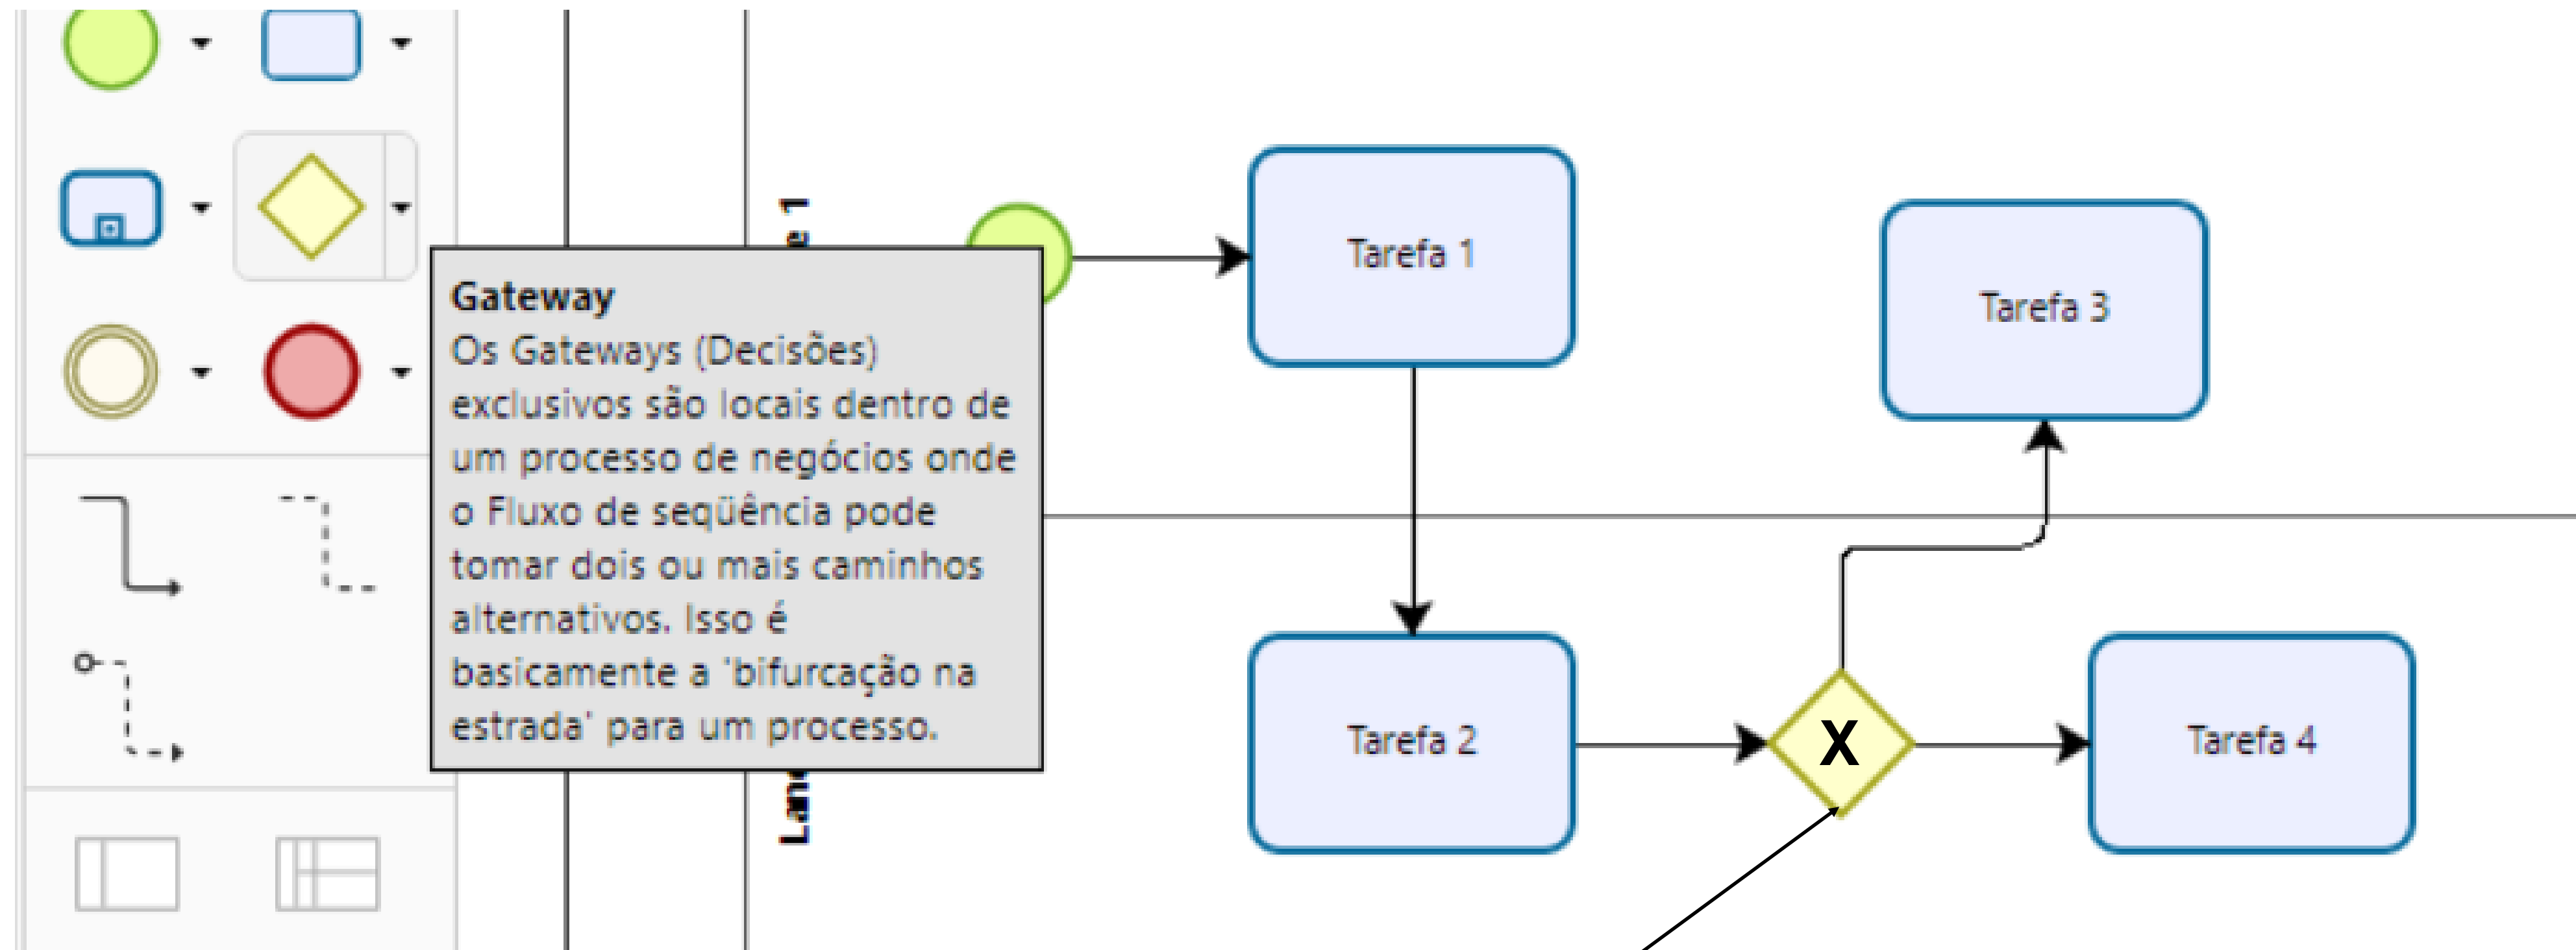 e 1
Tarefa 1
Tarefa 3
Gateway
Os Gateways (Decisões)
exclusivos são locais dentro de
um processo de negócios onde
o Fluxo de seqüência pode
tomar dois ou mais caminhos
alternativos. Isso é
basicamente a 'bifurcação na
estrada' para um processo.
Tarefa 2
X
Tarefa 4